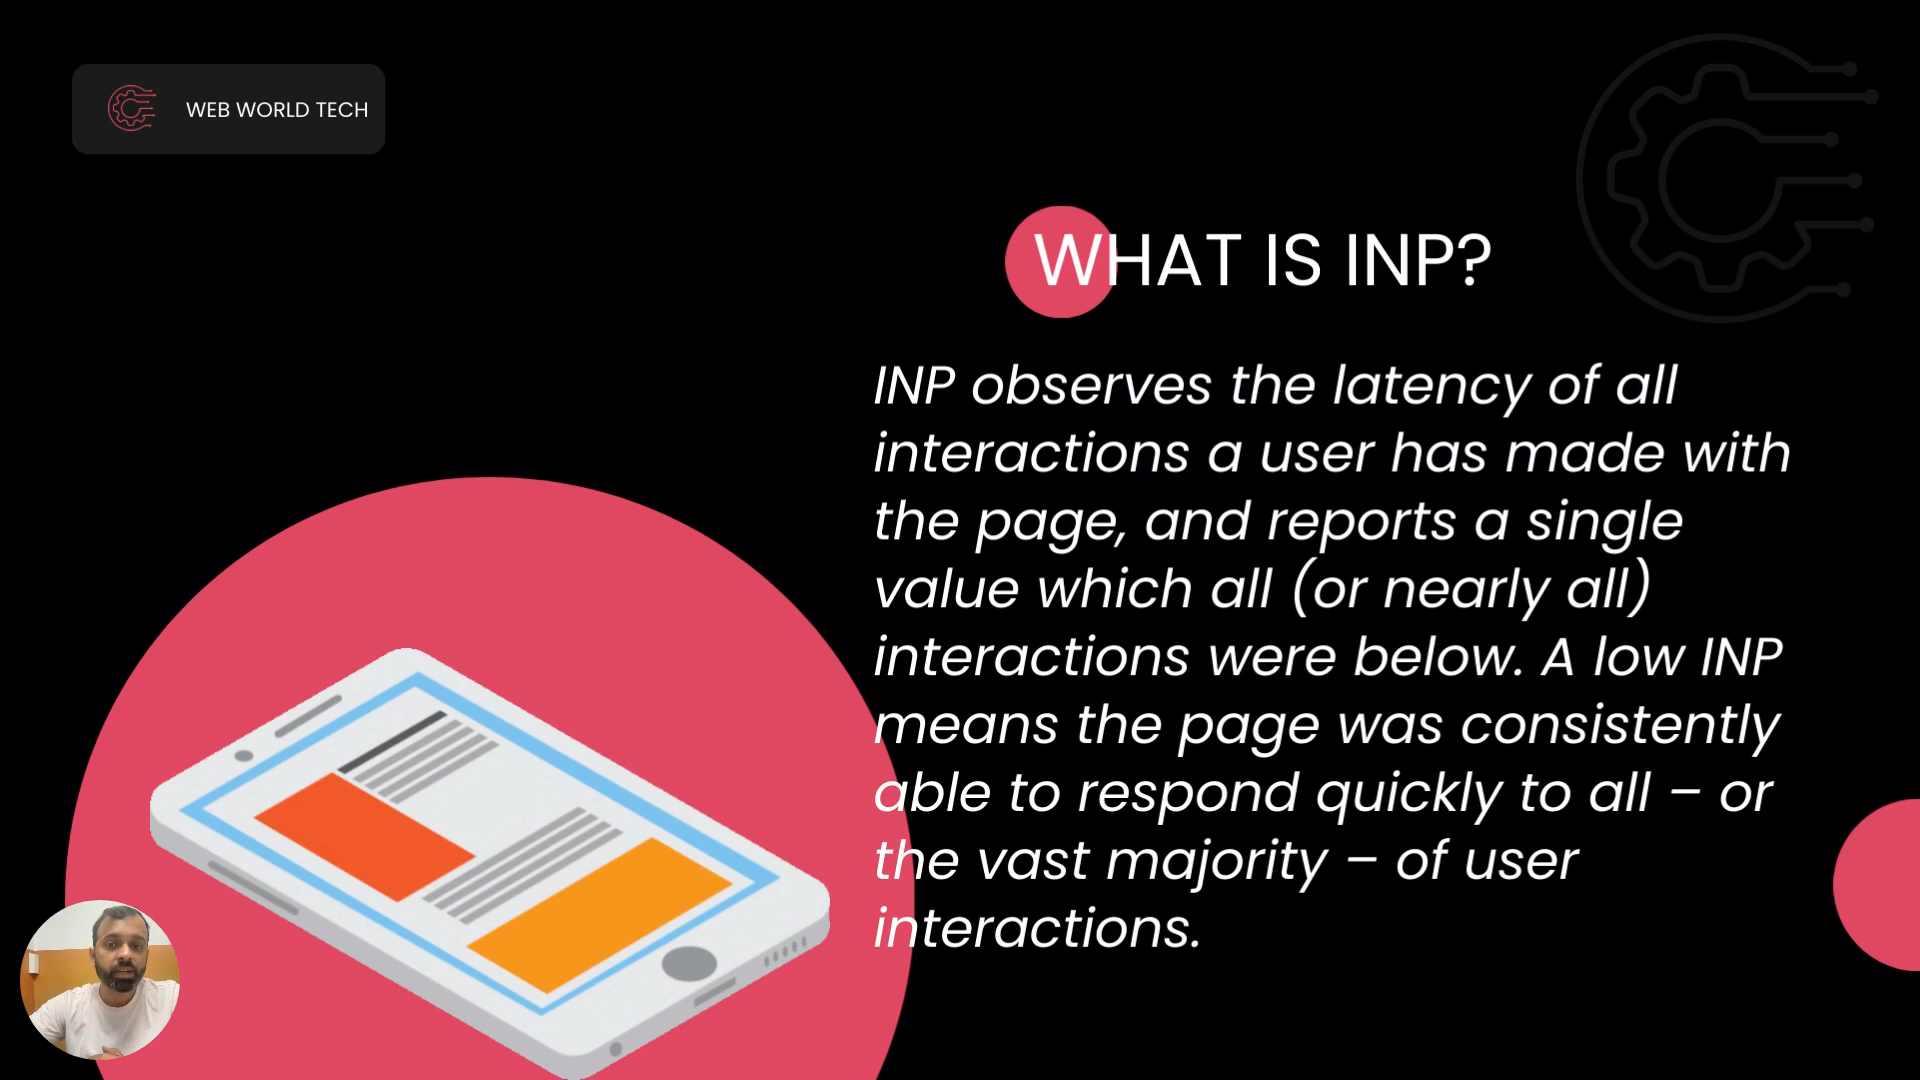 WEB WORLD TECH
WHAT IS INP?
INP observes the latency of all
interactions a user has made with
the page, and reports a single
value which all (or nearly all)
interactions were below. A low INP
means the page was consistently
able to respond quickly to all – or
the vast majority – of user
interactions.